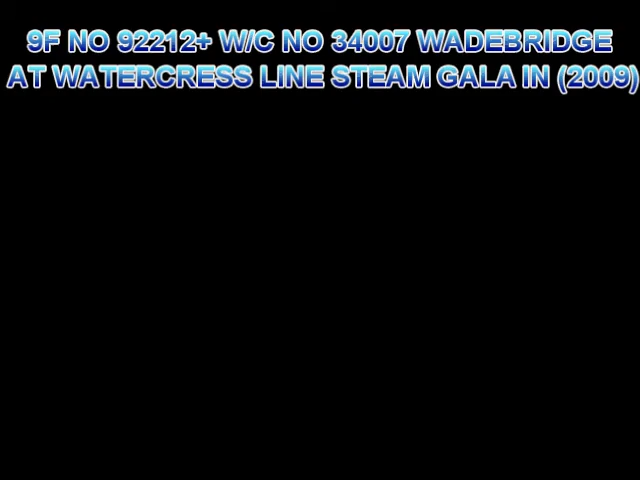 9F NO 92212+ W/C NO 34007 WADEBRIDGE
AT WATERCRESS LINE STEAM GALA IN (2009)